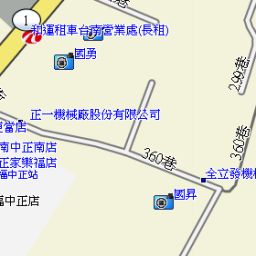 1
和運租車台南營業處(長租)
國勇
299巷
正一機械廠股份有限公司
更當店
南中正南店
正家樂福店
福中正站
360巷
360巷
全立發機械
國昇
福中正店